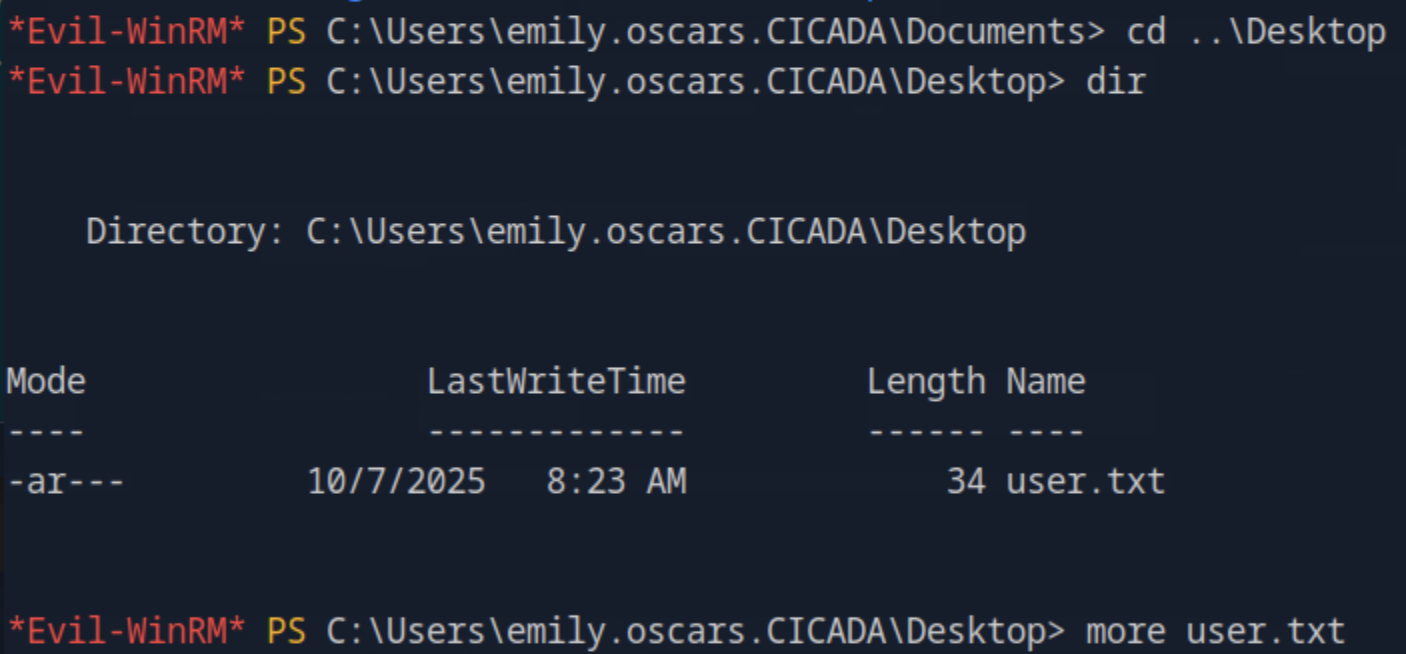 *Evil-WinRM* PS C:\Users\emily.oscars.CICADA\Documents> cd ..\Desktop
*Evil-WinRM* PS C:\Users\emily.oscars.CICADA\Desktop> dir
Directory: C:\Users\emily.oscars.CICADA\Desktop
Mode LastWriteTime Length Name
---- ------------- ------ ----
-ar--- 10/7/2025 8:23 AM 34 user.txt
*Evil-WinRM* PS C:\Users\emily.oscars.CICADA\Desktop> more user.txt